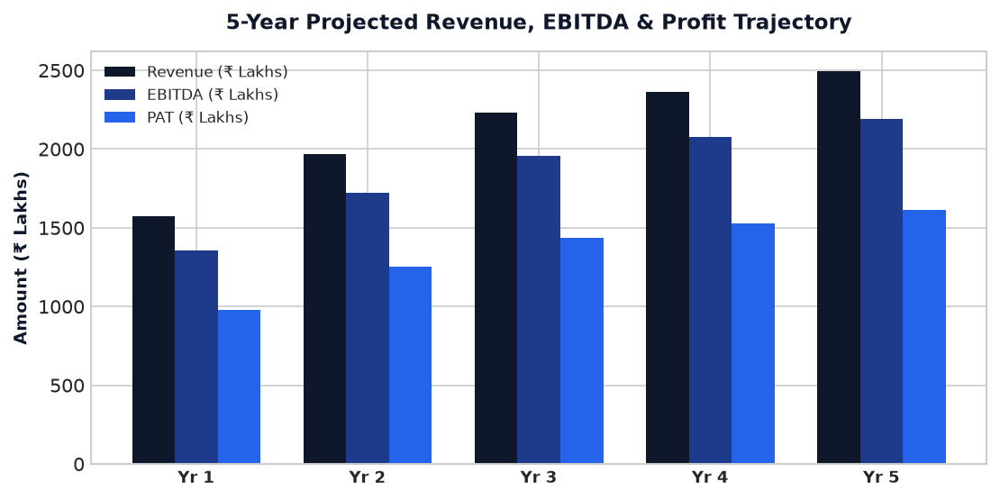 5-Year Projected Revenue, EBITDA & Profit Trajectory
Revenue (₹ Lakhs)
EBITDA (₹ Lakhs)
PAT (₹ Lakhs)
Amount (₹ Lakhs)
2500
2000
1500
1000
500
0
Yr 1 Yr 2 Yr 3 Yr 4 Yr 5